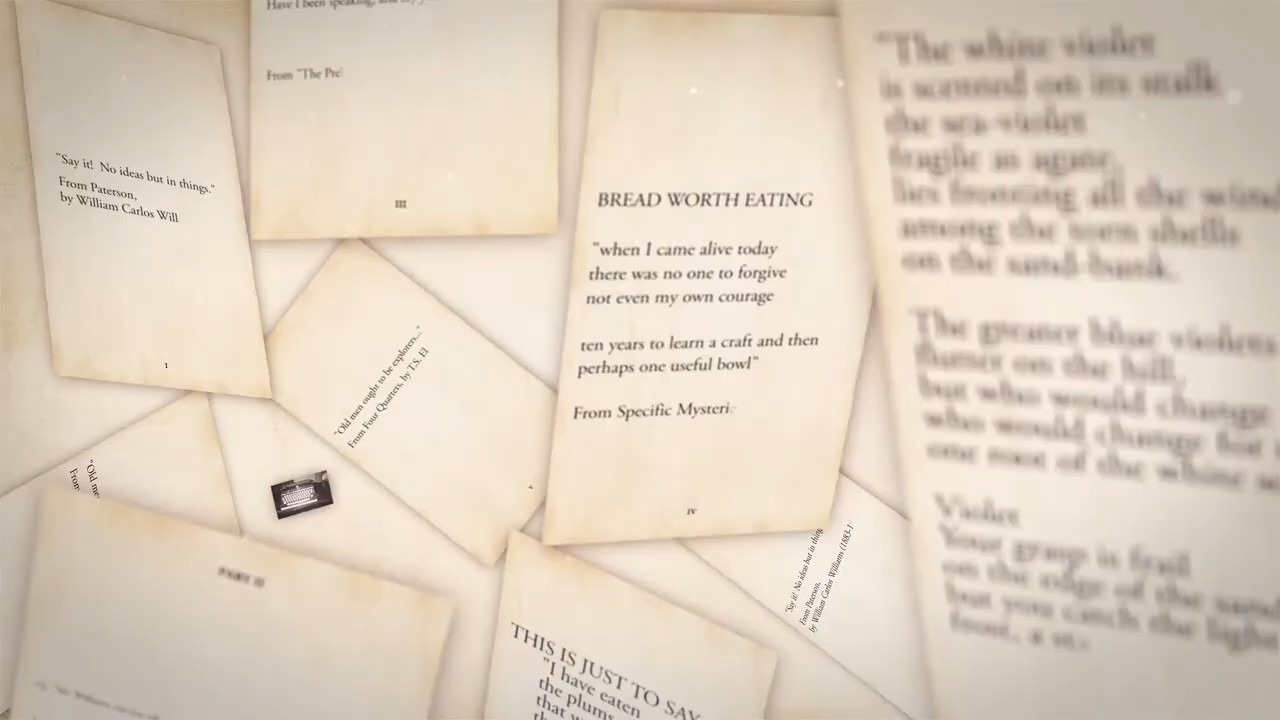 "Say it! No ideas but in things."
From Paterson,
by William Carlos Will
I
Have I been speaking, and my
From "The Pre
III
"Old men ought to be explorers..."
From Four Quartets, by T.S. El
"Old me
From
PART II
BREAD WORTH EATING
"when I came alive today
there was no one to forgive
not even my own courage
ten years to learn a craft and then
perhaps one useful bowl"
From Specific Mysteri
IV
THIS IS JUST TO SAY
"I have eaten
the plums
that w
"Say it! No ideas but in thing
From Paterson,
by William Carlos Williams (1883-1
"The white violet
is scented on its stalk
the sea-violet
fragile as agate,
lies fronting all the wind
among the torn shells
on the sand-bank.
The greater blue violets
flutter on the hill,
but who would change
who would change for
one root of the white
Violet
Your grasp is frail
on the edge of the sand
but you catch the light
frost, a